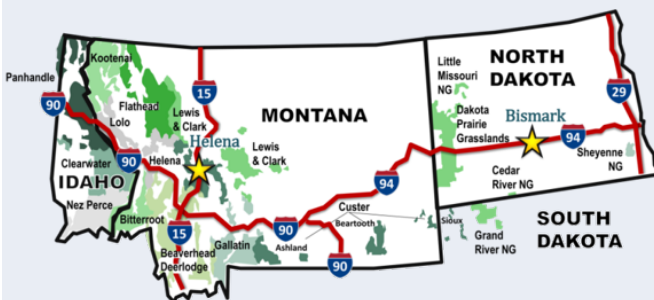 Kootenai
Panhandle
90
Flathead
Lolo
15
Lewis
& Clark
MONTANA
Helena
Lewis
& Clark
90
Helena
Clearwater
IDAHO
Nez Perce
Bitterroot
15
Beaverhead
Deerlodge
Gallatin
90
Ashland
Custer
Beartooth
90
94
Sioux
Little
Missouri
NG
NORTH
DAKOTA
29
Dakota
Prairie
Grasslands
Bismark
94
Sheyenne
NG
Cedar
River NG
Grand
River NG
SOUTH
DAKOTA